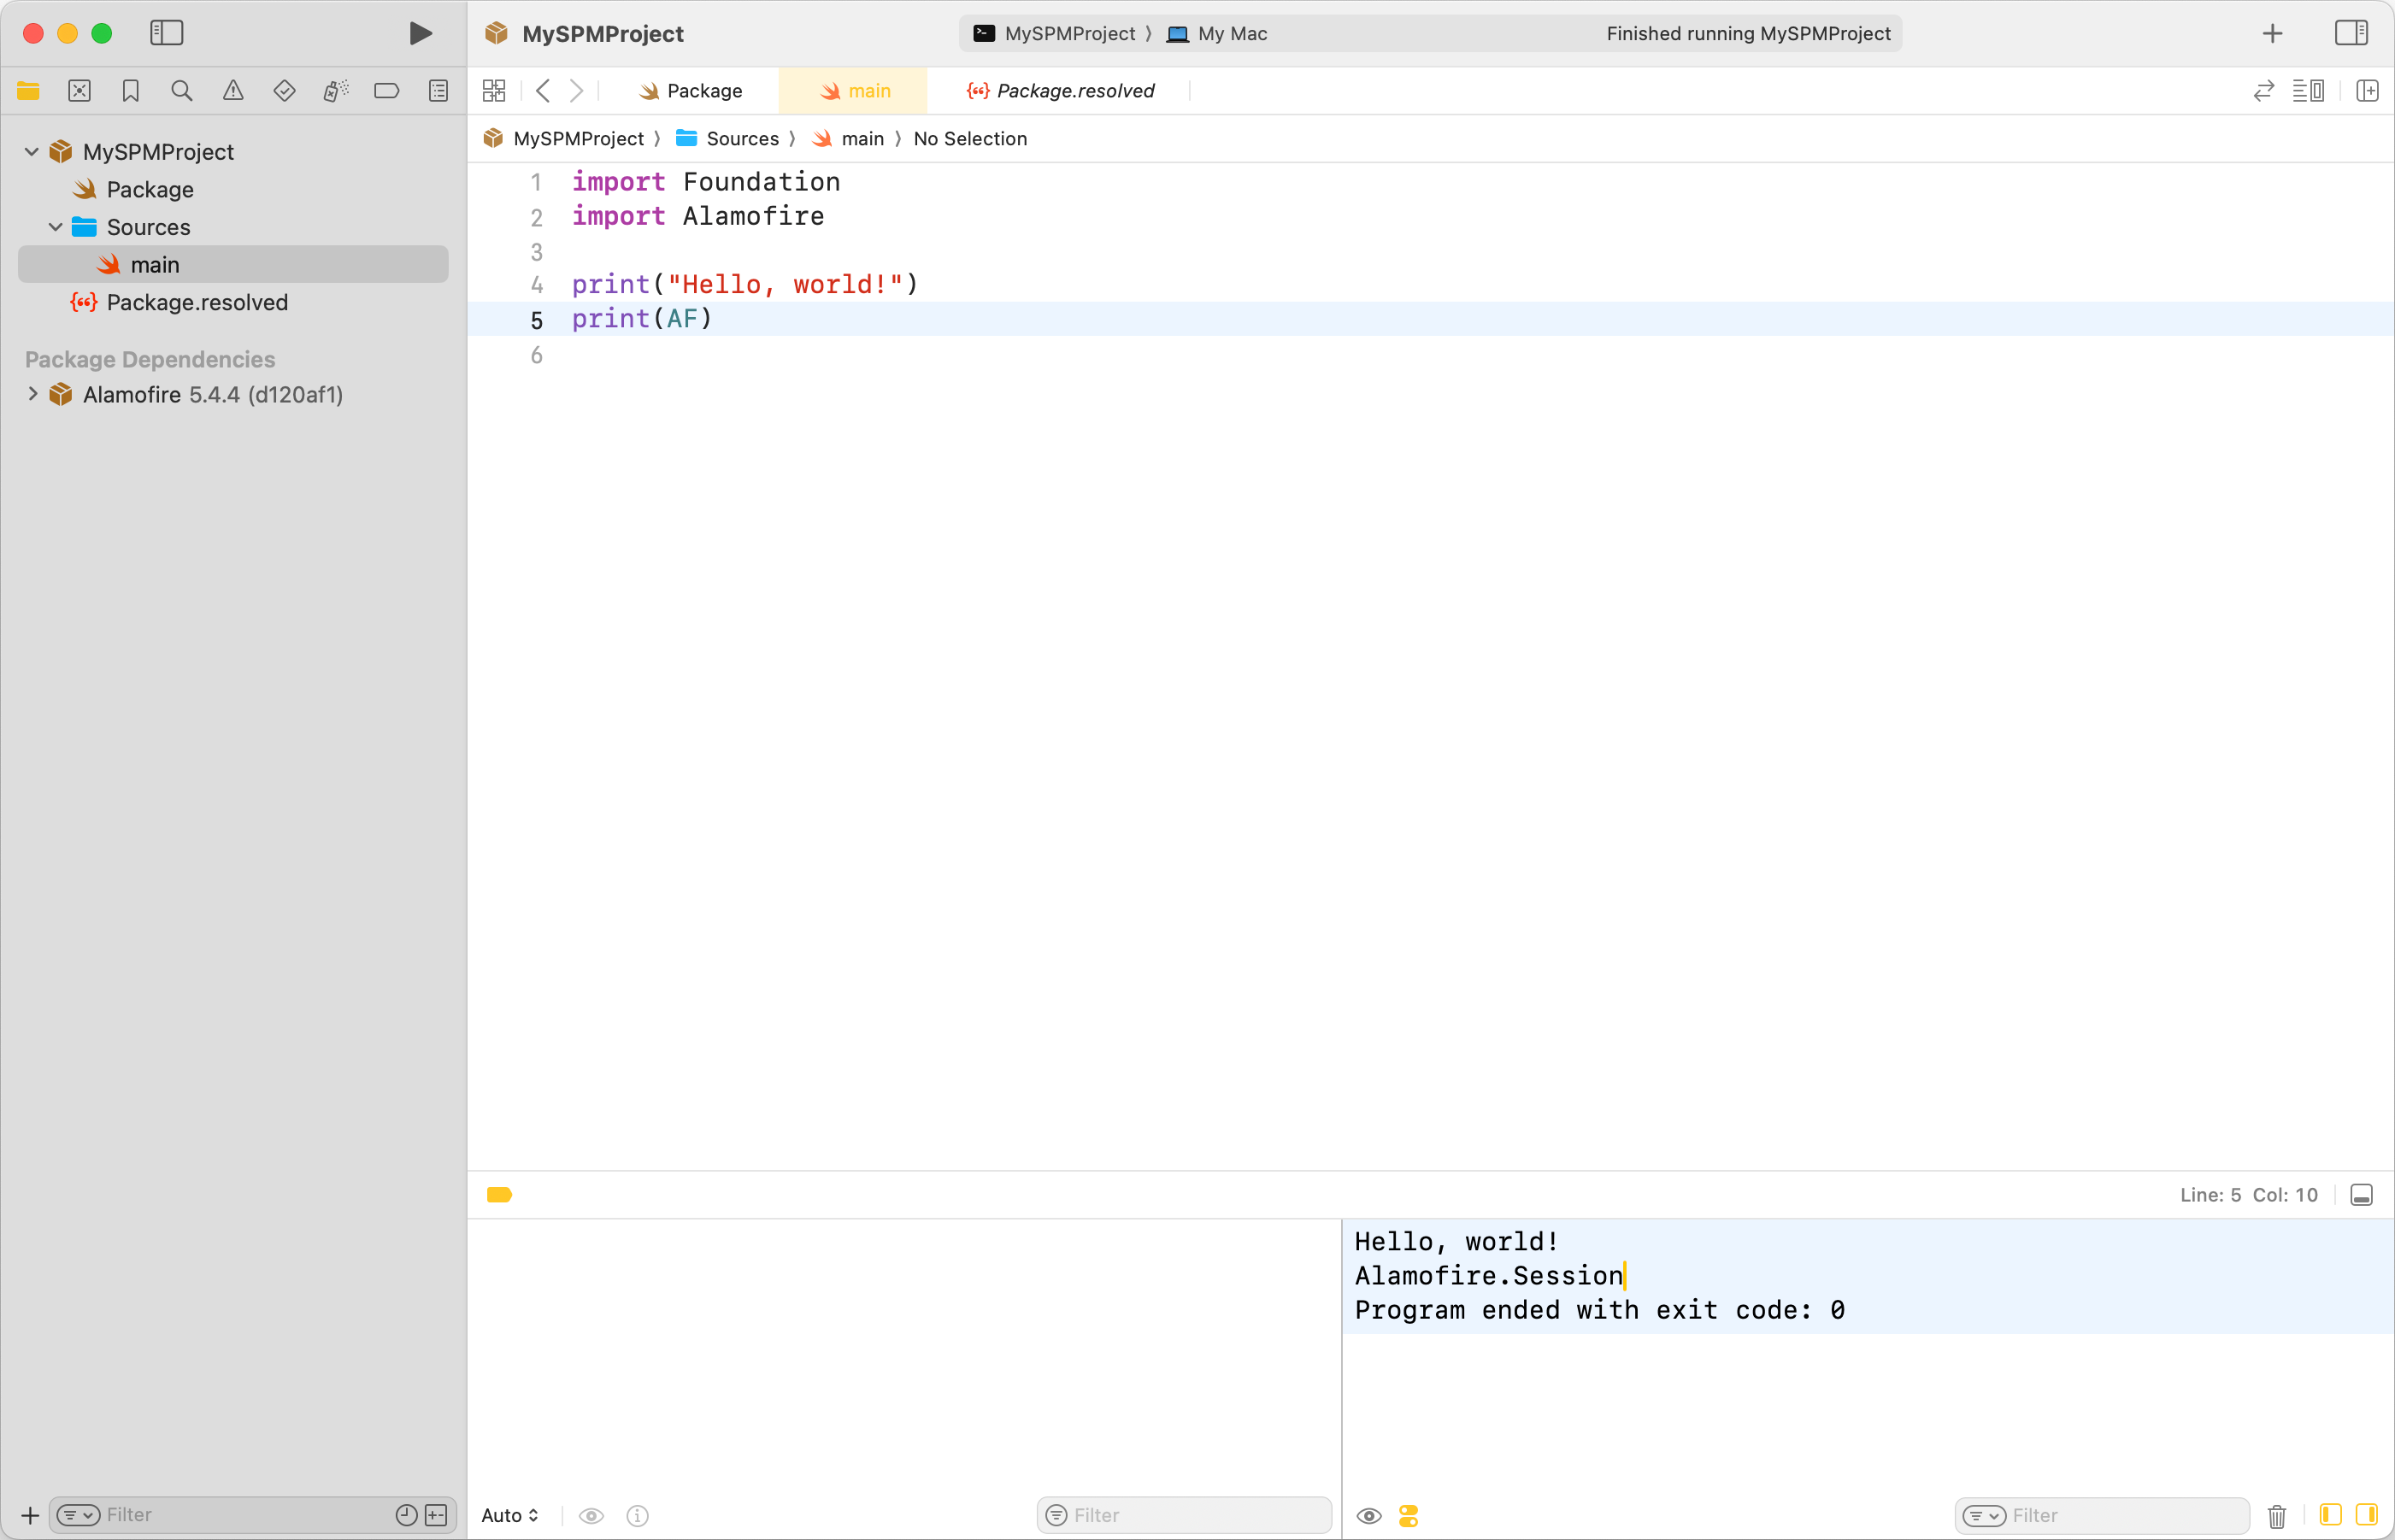 MySPMProject
MySPMProject ⟩ My Mac
Finished running MySPMProject
Package
main
Package.resolved
MySPMProject ⟩ Sources ⟩ main ⟩ No Selection
MySPMProject
Package
Sources
main
Package.resolved
Package Dependencies
Alamofire 5.4.4 (d120af1)
1 import Foundation
2 import Alamofire
3
4 print("Hello, world!")
5 print(AF)
6
Line: 5 Col: 10
Hello, world!
Alamofire.Session
Program ended with exit code: 0
Filter
Auto
Filter
Filter